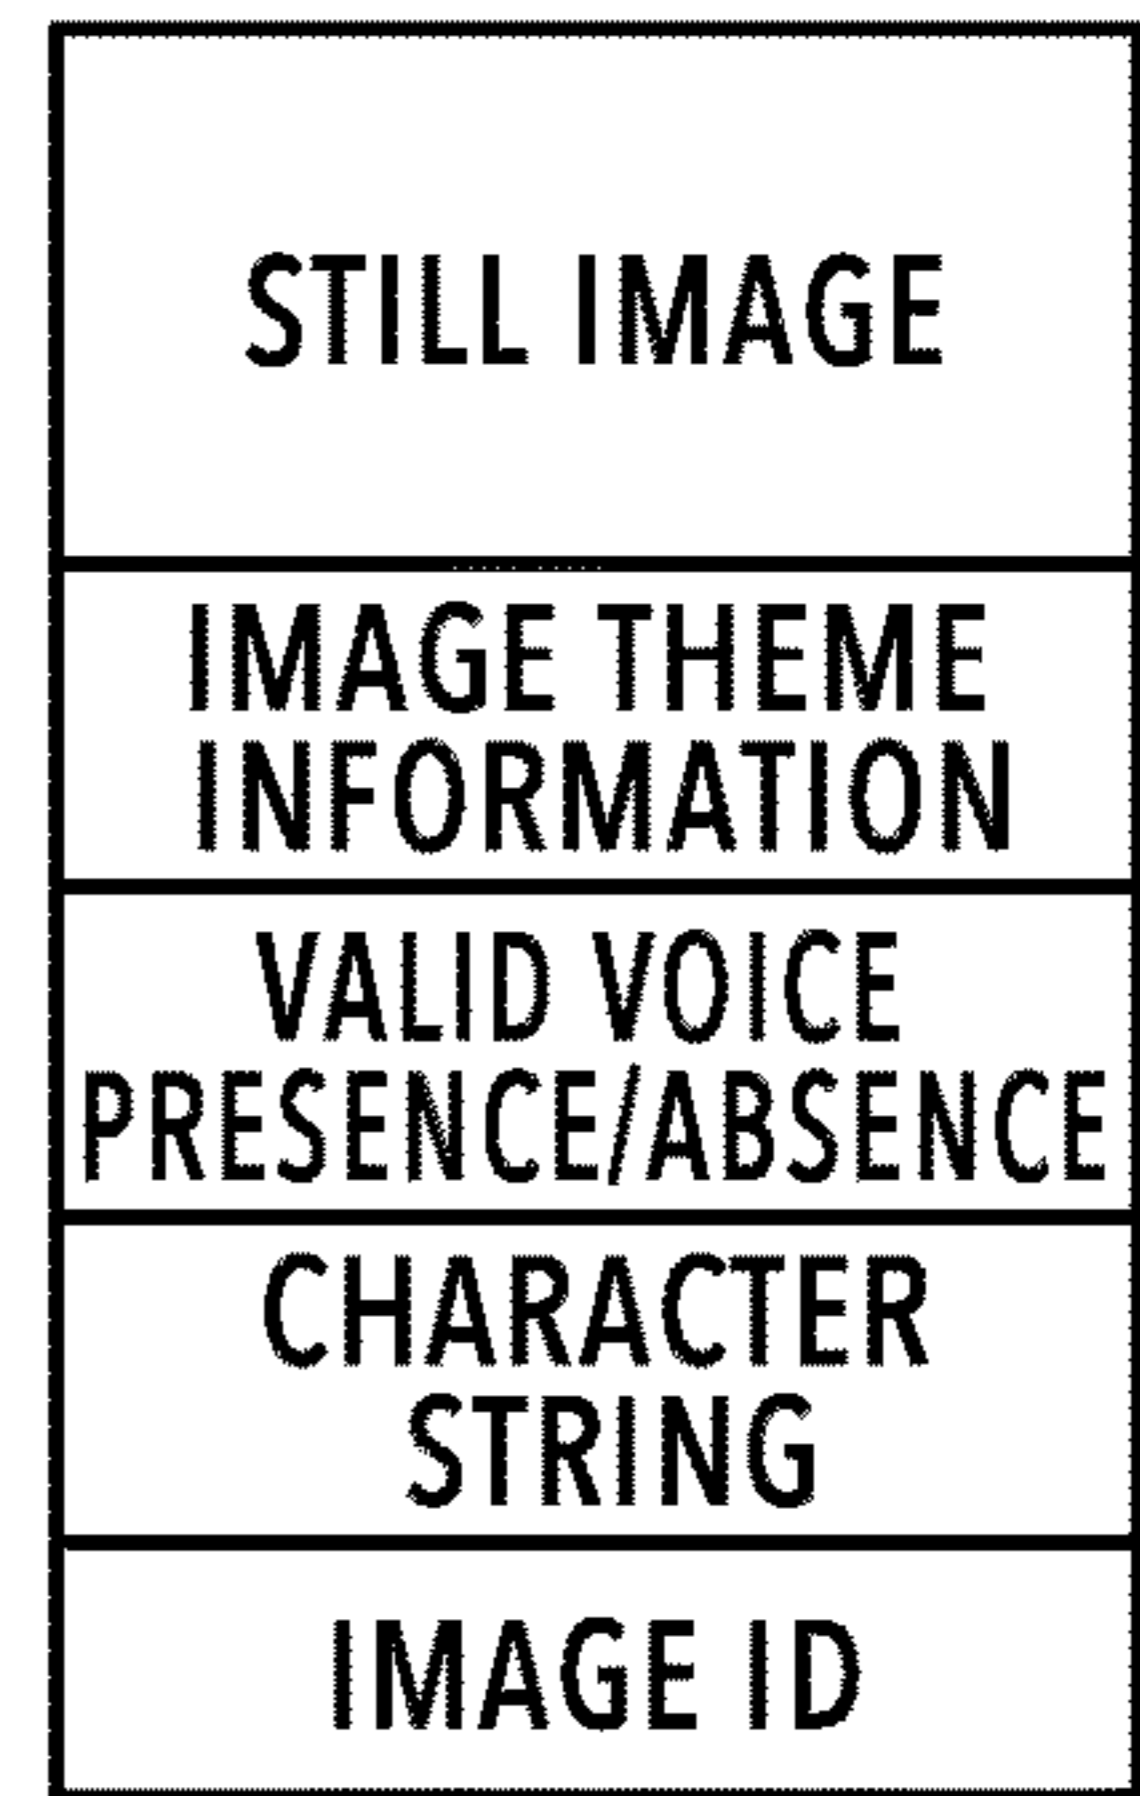 STILL IMAGE
IMAGE THEME
INFORMATION
VALID VOICE
PRESENCE/ABSENCE
CHARACTER
STRING
IMAGE ID